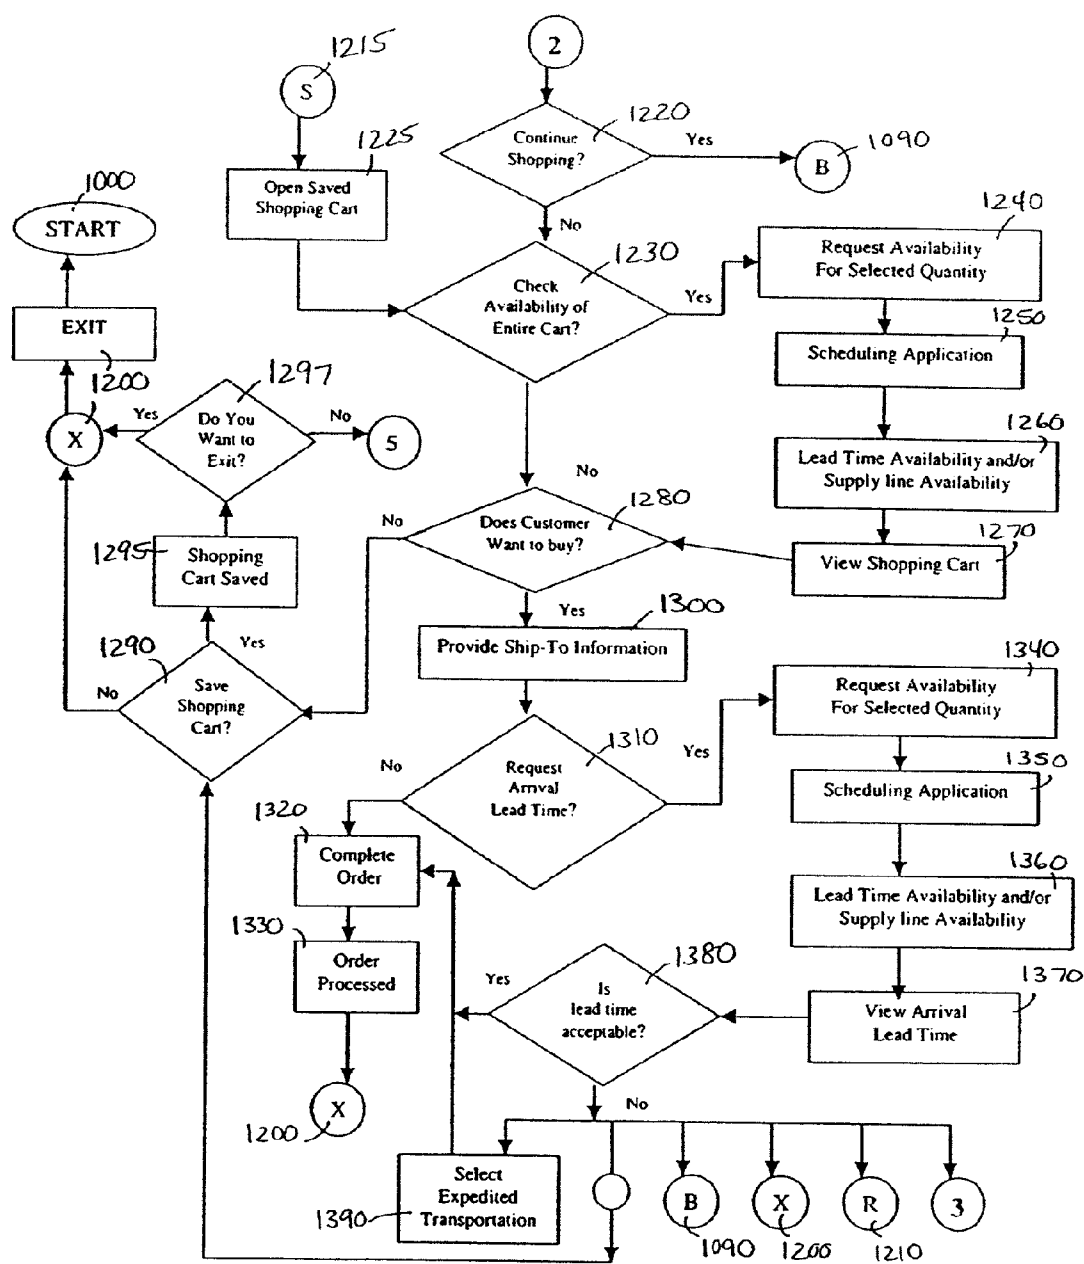 2
1215
S
1220
Continue
Shopping?
Yes
1090
B
1225
Open Saved
Shopping Cart
No
1000
START
1230
Check
Availability of
Entire Cart?
Yes
1240
Request Availability
For Selected Quantity
EXIT
1200
X
1250
Scheduling Application
1297
Do You
Want to
Exit?
Yes
No
5
1260
Lead Time Availability and/or
Supply line Availability
No
1280
Does Customer
Want to buy?
No
1270
View Shopping Cart
1295
Shopping
Cart Saved
Yes
1300
Provide Ship-To Information
1290
Save
Shopping
Cart?
Yes
No
1310
Request
Arrival
Lead Time?
No
Yes
1340
Request Availability
For Selected Quantity
1350
Scheduling Application
1320
Complete
Order
1360
Lead Time Availability and/or
Supply line Availability
1330
Order
Processed
1380
Is
lead time
acceptable?
Yes
1370
View Arrival
Lead Time
No
X
1200
Select
Expedited
Transportation
1390
B
1090
X
1200
R
1210
3